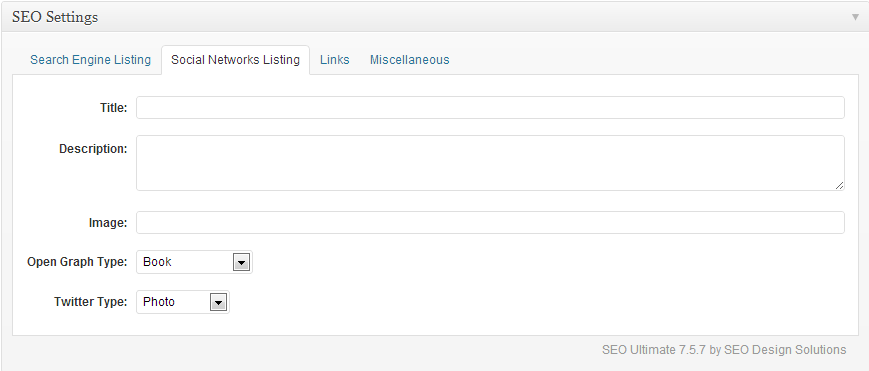 SEO Settings
Search Engine Listing Social Networks Listing Links Miscellaneous
Title:
Description:
Image:
Open Graph Type: Book
Twitter Type: Photo
SEO Ultimate 7.5.7 by SEO Design Solutions